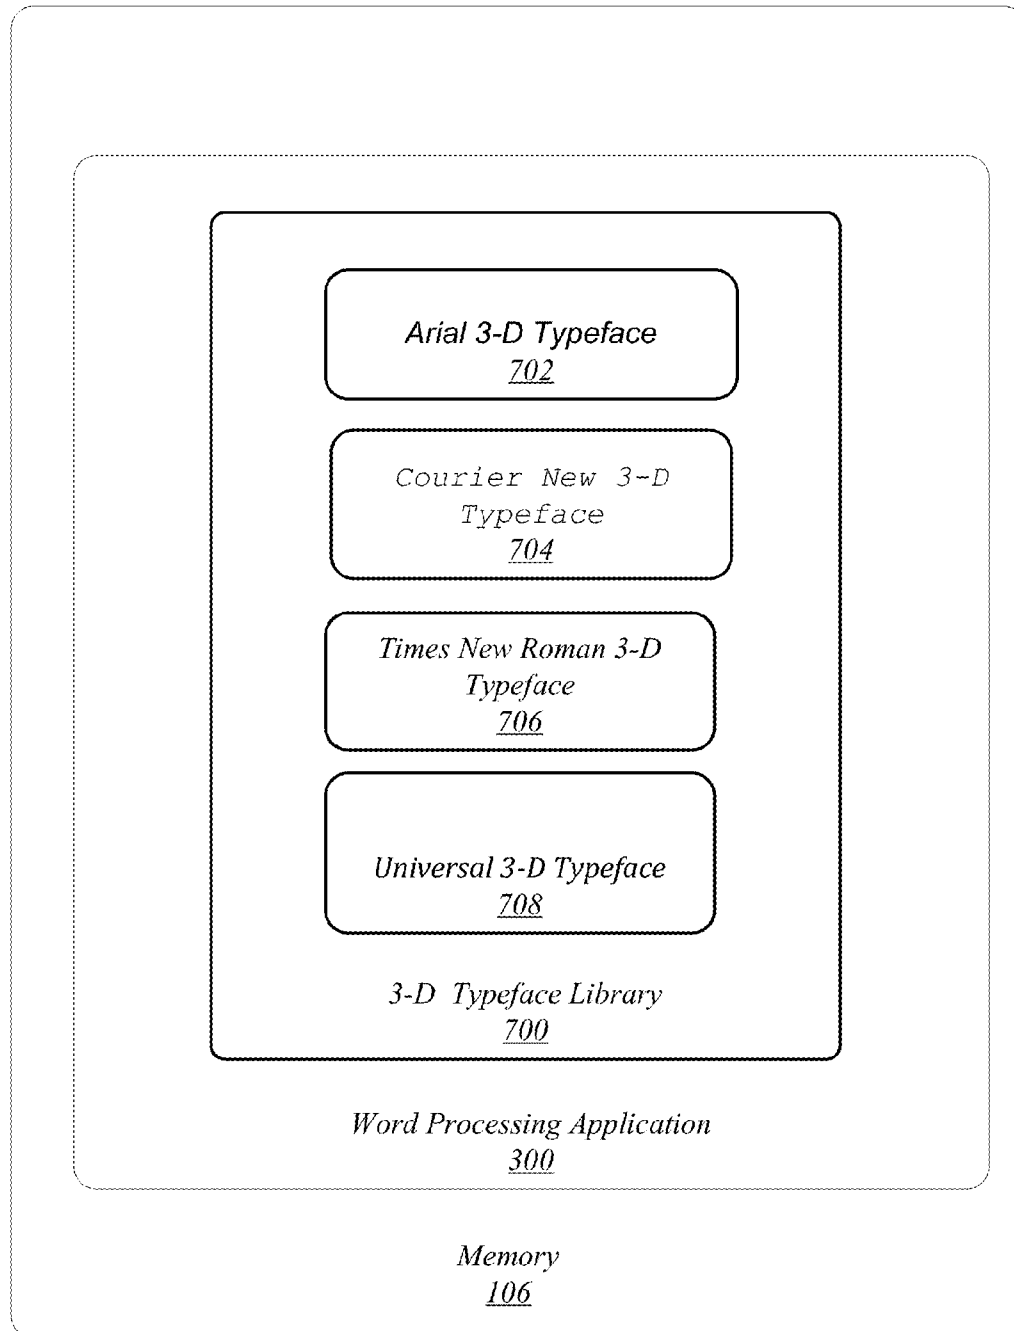 Arial 3-D Typeface
702
Courier New 3-D
Typeface
704
Times New Roman 3-D
Typeface
706
Universal 3-D Typeface
708
3-D Typeface Library
700
Word Processing Application
300
Memory
106